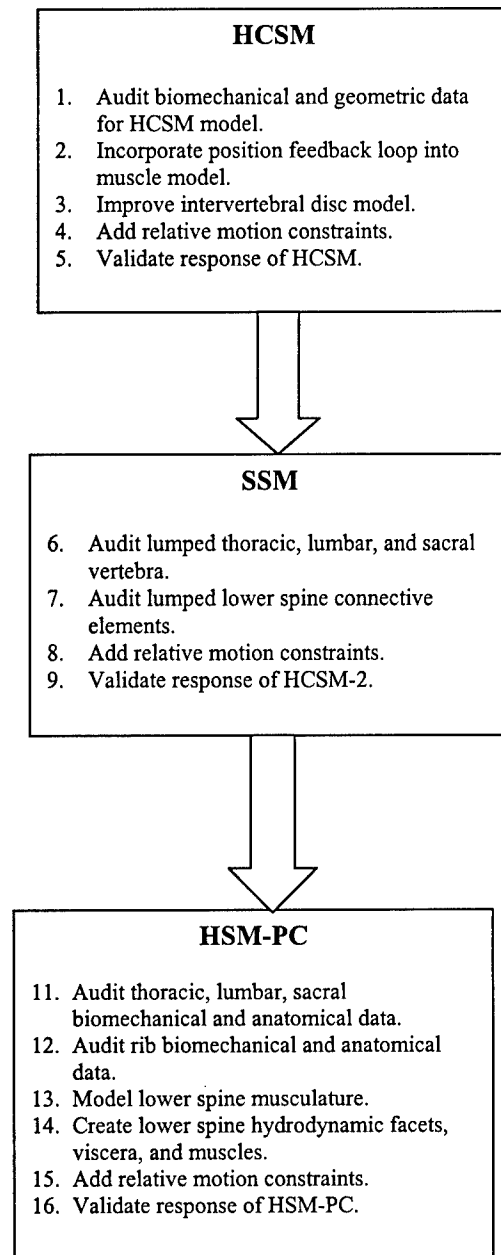 HCSM
1. Audit biomechanical and geometric data
for HCSM model.
2. Incorporate position feedback loop into
muscle model.
3. Improve intervertebral disc model.
4. Add relative motion constraints.
5. Validate response of HCSM.
SSM
6. Audit lumped thoracic, lumbar, and sacral
vertebra.
7. Audit lumped lower spine connective
elements.
8. Add relative motion constraints.
9. Validate response of HCSM-2.
HSM-PC
11. Audit thoracic, lumbar, sacral
biomechanical and anatomical data.
12. Audit rib biomechanical and anatomical
data.
13. Model lower spine musculature.
14. Create lower spine hydrodynamic facets,
viscera, and muscles.
15. Add relative motion constraints.
16. Validate response of HSM-PC.